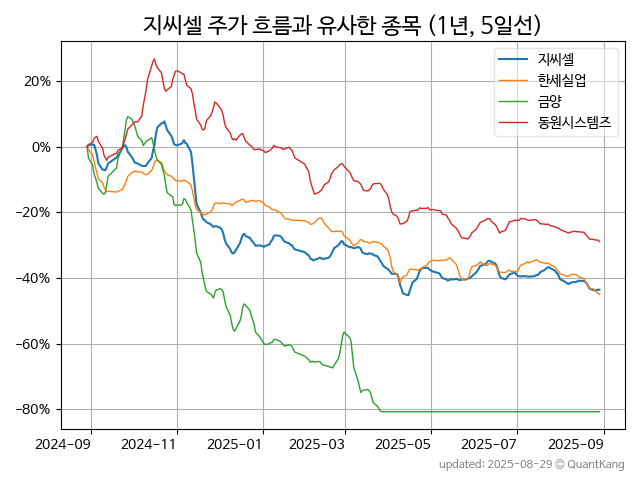 지씨셀 주가 흐름과 유사한 종목 (1년, 5일선)
지씨셀
한세실업
금양
동원시스템즈
20%
0%
−20%
−40%
−60%
−80%
2024-09 2024-11 2025-01 2025-03 2025-05 2025-07 2025-09
updated: 2025-08-29 © QuantKang